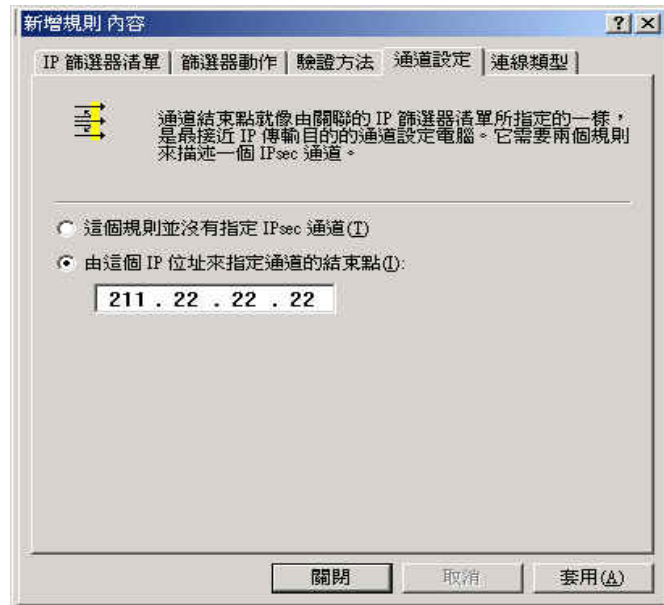 新增規則 內容
IP 篩選器清單
篩選器動作
驗證方法
通道設定
連線類型
通道結束點就像由關聯的 IP 篩選器清單所指定的一樣，
是最接近 IP 傳輸目的的通道設定電腦。它需要兩個規則
來描述一個 IPsec 通道。
這個規則並沒有指定 IPsec 通道(T)
由這個 IP 位址來指定通道的結束點(I):
211 . 22 . 22 . 22
關閉
取消
套用(A)